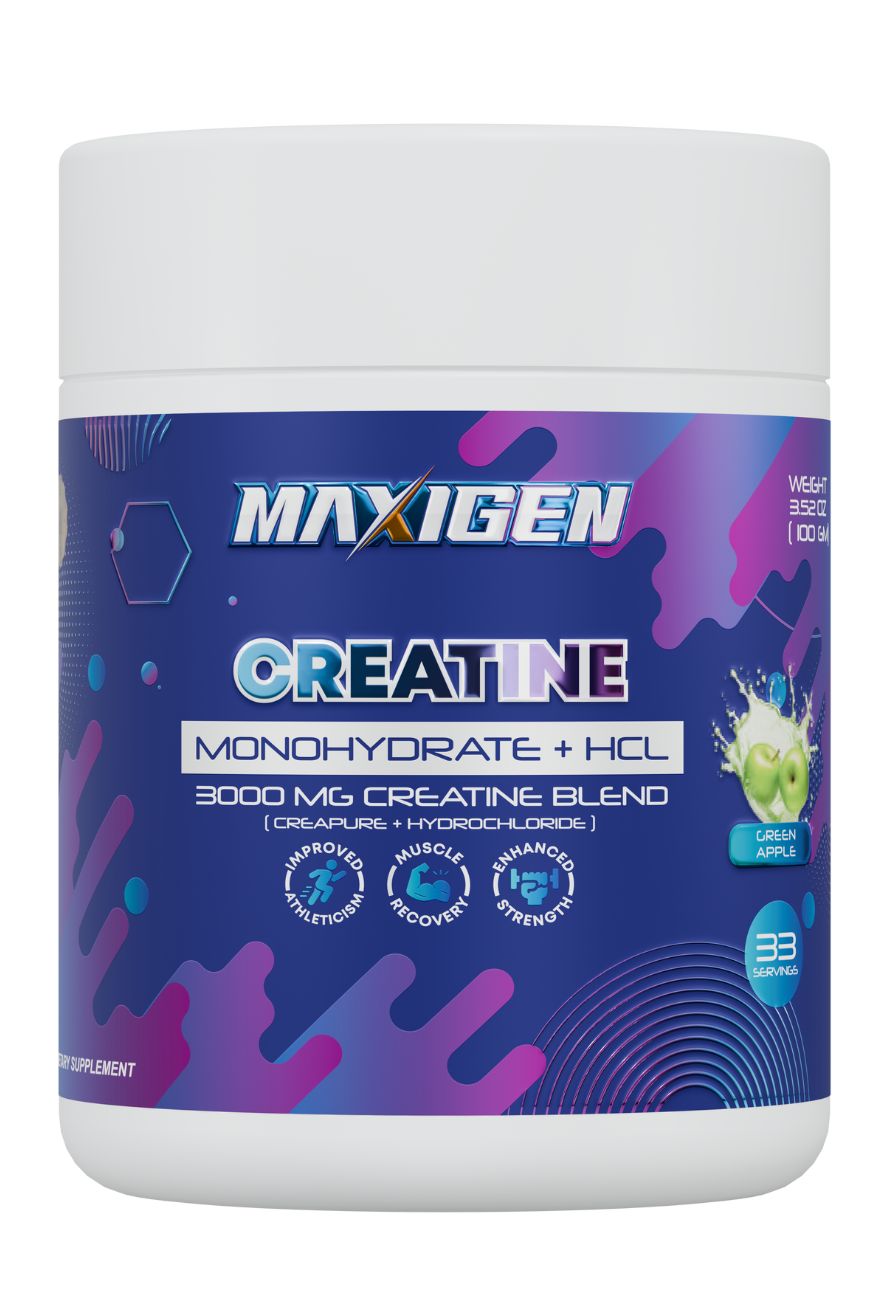 MAXIGEN
WEIGHT
3.52 OZ
( 100 GM
CREATINE
MONOHYDRATE + HCL
3000 MG CREATINE BLEND
( CREAPURE + HYDROCHLORIDE )
IMPROVED
ATHLETICISM
MUSCLE
RECOVERY
ENHANCED
STRENGTH
GREEN
APPLE
33
SERVINGS
ETARY SUPPLEMENT